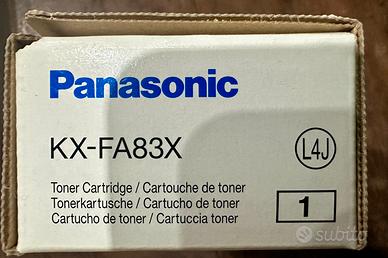 Panasonic
KX-FA83X
L4J
Toner Cartridge / Cartouche de toner
Tonerkartusche / Cartucho de toner
Cartucho de tóner / Cartuccia toner
1
subito